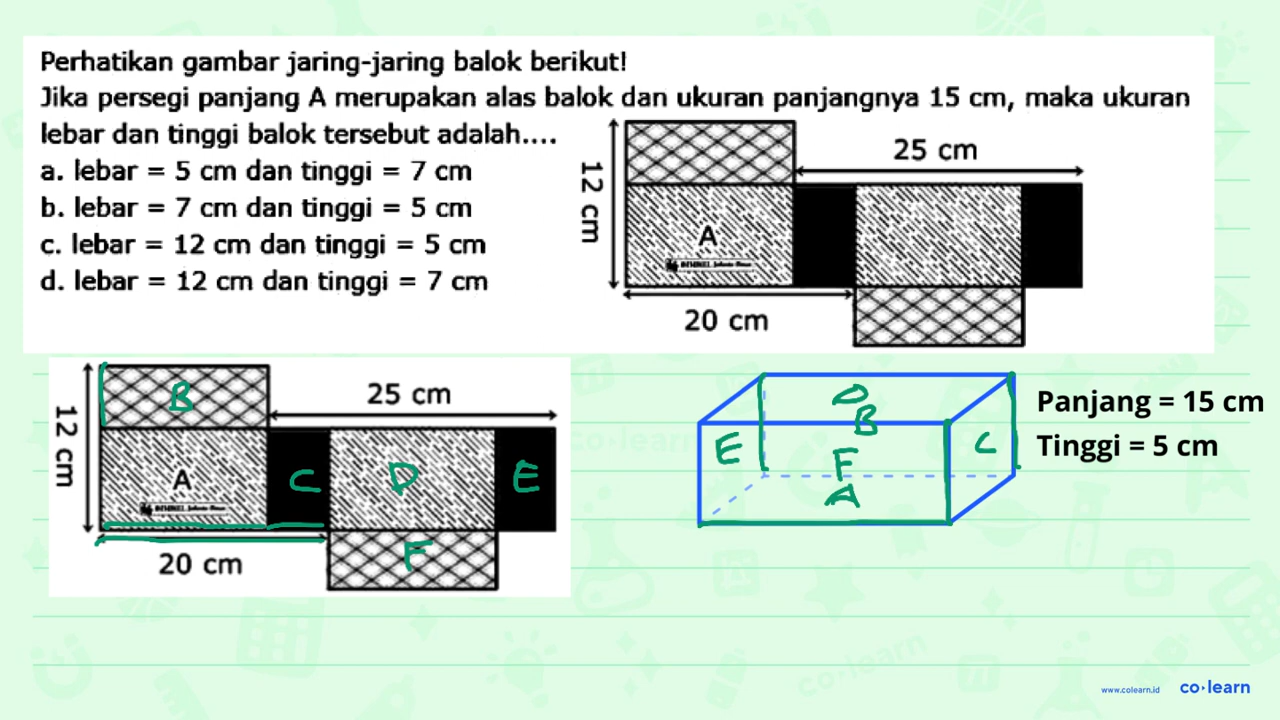 Perhatikan gambar jaring-jaring balok berikut!
Jika persegi panjang A merupakan alas balok dan ukuran panjangnya 15 cm, maka ukuran
lebar dan tinggi balok tersebut adalah....
a. lebar = 5 cm dan tinggi = 7 cm
b. lebar = 7 cm dan tinggi = 5 cm
c. lebar = 12 cm dan tinggi = 5 cm
d. lebar = 12 cm dan tinggi = 7 cm
12 cm
25 cm
A
20 cm
12 cm
B
25 cm
A
C
D
E
20 cm
F
D
B
E
C
F
A
Panjang = 15 cm
Tinggi = 5 cm
co·learn
co·learn
www.colearn.id
co·learn